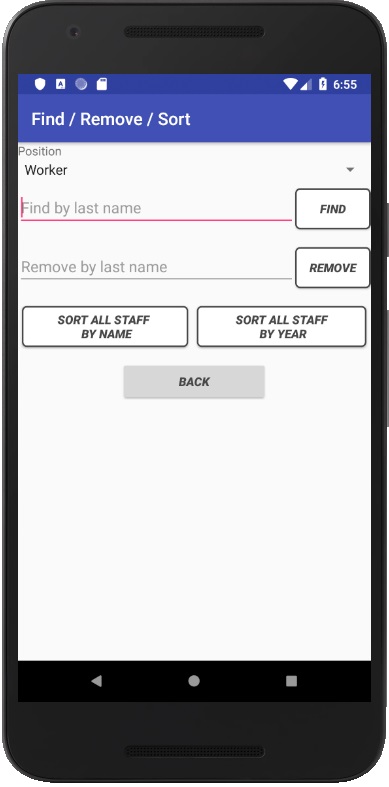 6:55
Find / Remove / Sort
Position
Worker
Find by last name
FIND
Remove by last name
REMOVE
SORT ALL STAFF
BY NAME
SORT ALL STAFF
BY YEAR
BACK